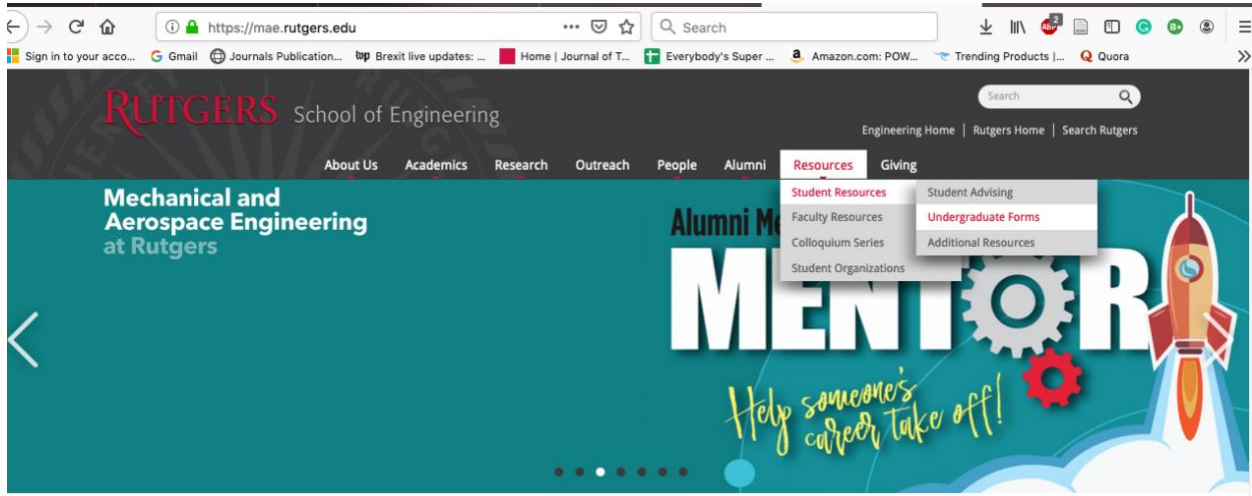 https://mae.rutgers.edu
Search
Sign in to your acco... Gmail Journals Publication... Brexit live updates: ... Home | Journal of T... Everybody's Super ... Amazon.com: POW... Trending Products |... Quora
RUTGERS School of Engineering
Search
Engineering Home | Rutgers Home | Search Rutgers
About Us Academics Research Outreach People Alumni Resources Giving
Mechanical and
Aerospace Engineering
at Rutgers
Student Resources
Faculty Resources
Colloquium Series
Student Organizations
Student Advising
Undergraduate Forms
Additional Resources
Alumni Me
MENTOR
Help someone's
career take off!